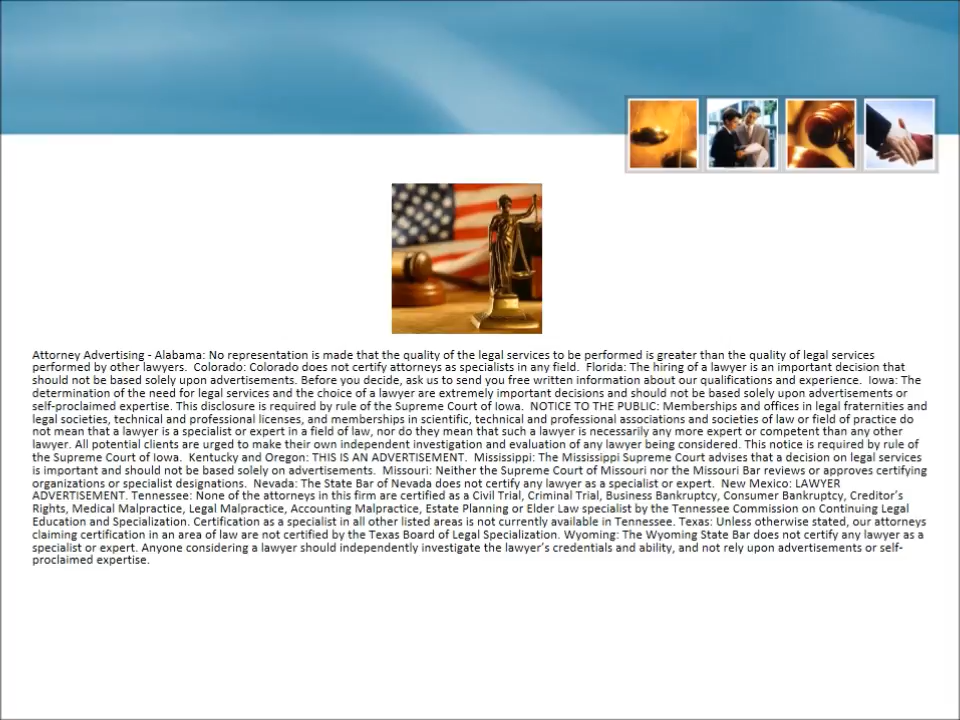 Attorney Advertising - Alabama: No representation is made that the quality of the legal services to be performed is greater than the quality of legal services
performed by other lawyers.  Colorado: Colorado does not certify attorneys as specialists in any field.  Florida: The hiring of a lawyer is an important decision that
should not be based solely upon advertisements. Before you decide, ask us to send you free written information about our qualifications and experience.  Iowa: The
determination of the need for legal services and the choice of a lawyer are extremely important decisions and should not be based solely upon advertisements or
self-proclaimed expertise. This disclosure is required by rule of the Supreme Court of Iowa.  NOTICE TO THE PUBLIC: Memberships and offices in legal fraternities and
legal societies, technical and professional licenses, and memberships in scientific, technical and professional associations and societies of law or field of practice do
not mean that a lawyer is a specialist or expert in a field of law, nor do they mean that such a lawyer is necessarily any more expert or competent than any other
lawyer. All potential clients are urged to make their own independent investigation and evaluation of any lawyer being considered. This notice is required by rule of
the Supreme Court of Iowa.  Kentucky and Oregon: THIS IS AN ADVERTISEMENT.  Mississippi: The Mississippi Supreme Court advises that a decision on legal services
is important and should not be based solely on advertisements.  Missouri: Neither the Supreme Court of Missouri nor the Missouri Bar reviews or approves certifying
organizations or specialist designations.  Nevada: The State Bar of Nevada does not certify any lawyer as a specialist or expert.  New Mexico: LAWYER
ADVERTISEMENT. Tennessee: None of the attorneys in this firm are certified as a Civil Trial, Criminal Trial, Business Bankruptcy, Consumer Bankruptcy, Creditor's
Rights, Medical Malpractice, Legal Malpractice, Accounting Malpractice, Estate Planning or Elder Law specialist by the Tennessee Commission on Continuing Legal
Education and Specialization. Certification as a specialist in all other listed areas is not currently available in Tennessee. Texas: Unless otherwise stated, our attorneys
claiming certification in an area of law are not certified by the Texas Board of Legal Specialization. Wyoming: The Wyoming State Bar does not certify any lawyer as a
specialist or expert. Anyone considering a lawyer should independently investigate the lawyer's credentials and ability, and not rely upon advertisements or self-
proclaimed expertise.